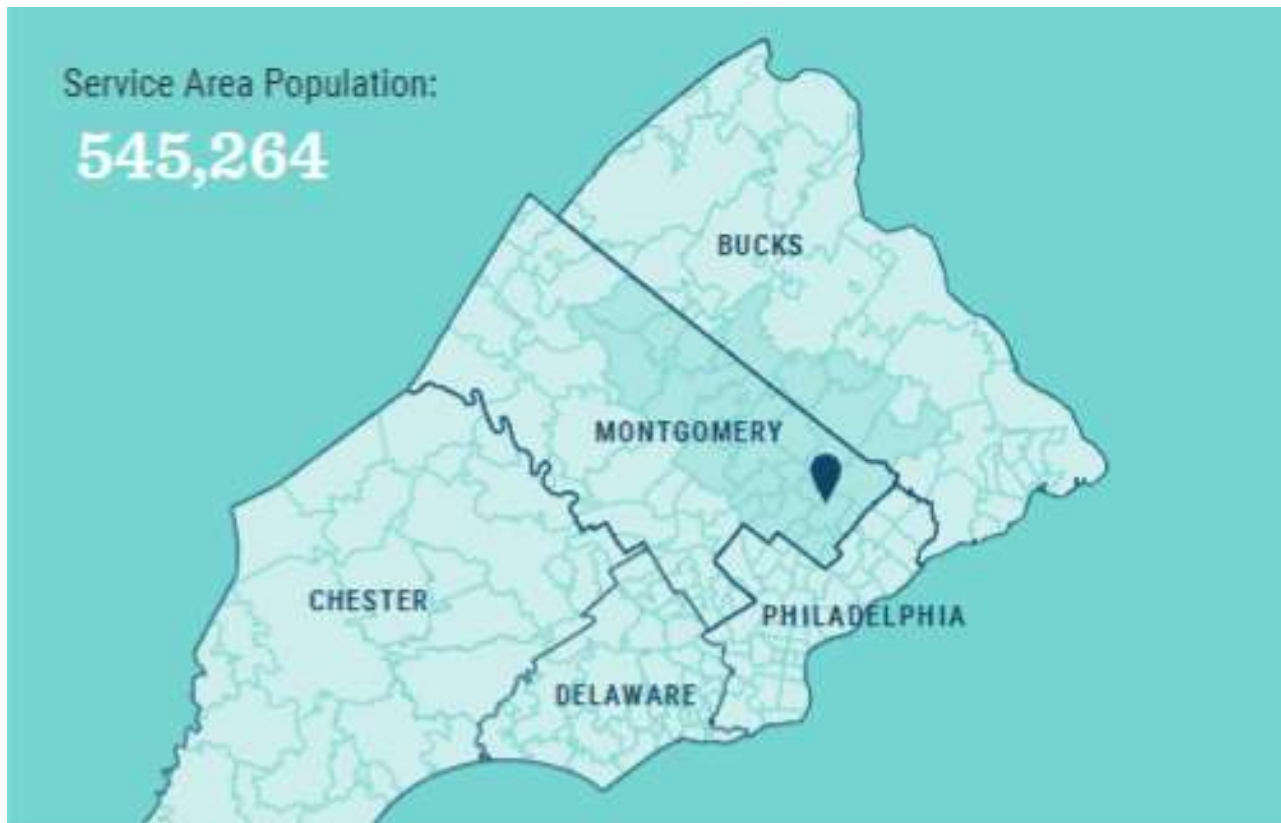 Service Area Population:
545,264
BUCKS
MONTGOMERY
CHESTER
PHILADELPHIA
DELAWARE